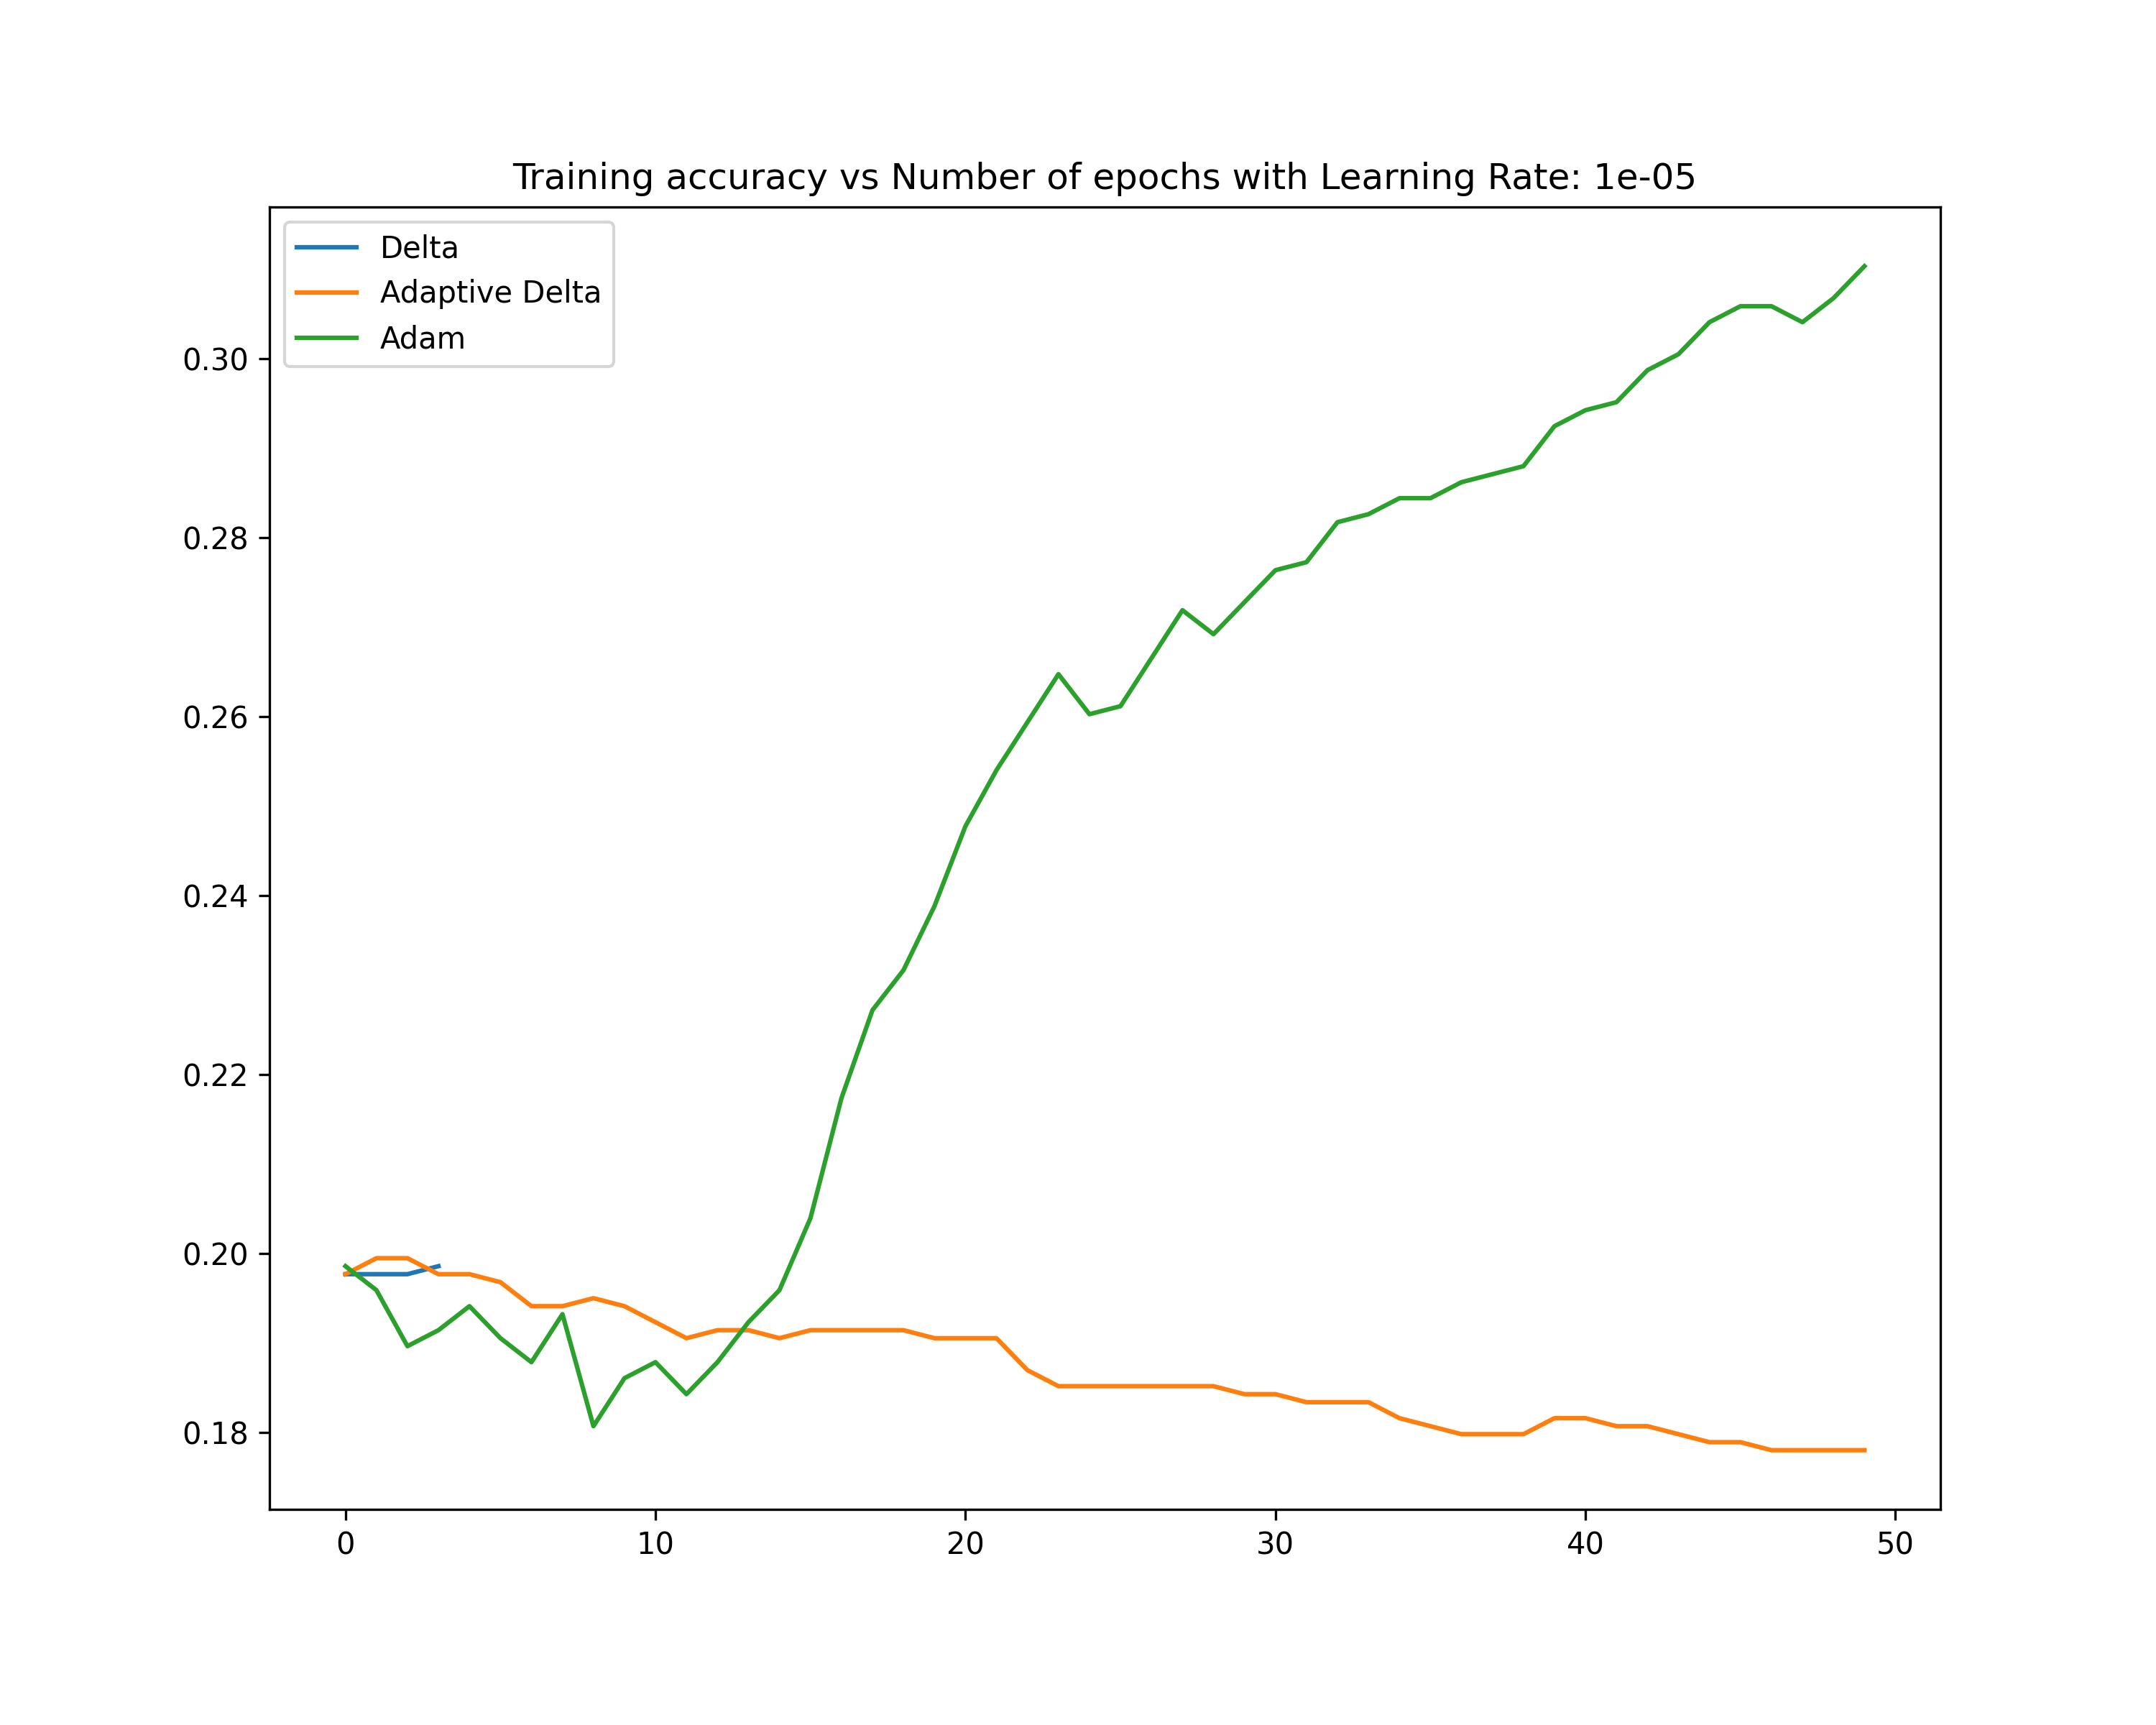 Training accuracy vs Number of epochs with Learning Rate: 1e-05
Delta
Adaptive Delta
Adam
0.30
0.28
0.26
0.24
0.22
0.20
0.18
0 10 20 30 40 50